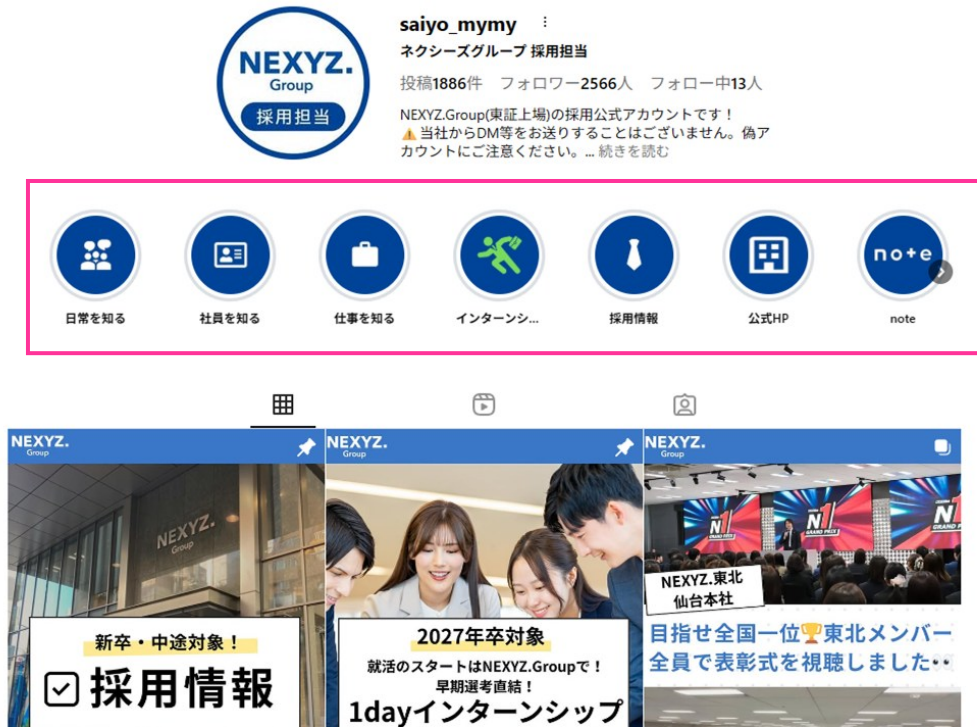 NEXYZ.
Group
採用担当
saiyo_mymy
ネクシーズグループ 採用担当
投稿1886件 フォロワー2566人 フォロー中13人
NEXYZ.Group(東証上場)の採用公式アカウントです！
⚠️当社からDM等をお送りすることはございません。偽ア
カウントにご注意ください。... 続きを読む
日常を知る
社員を知る
仕事を知る
インターンシ...
採用情報
公式HP
note
note
NEXYZ.
Group
NEXYZ.
Group
新卒・中途対象！
採用情報
NEXYZ.
Group
2027年卒対象
就活のスタートはNEXYZ.Groupで！
早期選考直結！
1dayインターンシップ
NEXYZ.
Group
N1
GRAND PRIX
N1
GRAND PRIX
N
GRAND PRIX
NEXYZ.東北
仙台本社
目指せ全国一位🏆東北メンバー
全員で表彰式を視聴しました👀